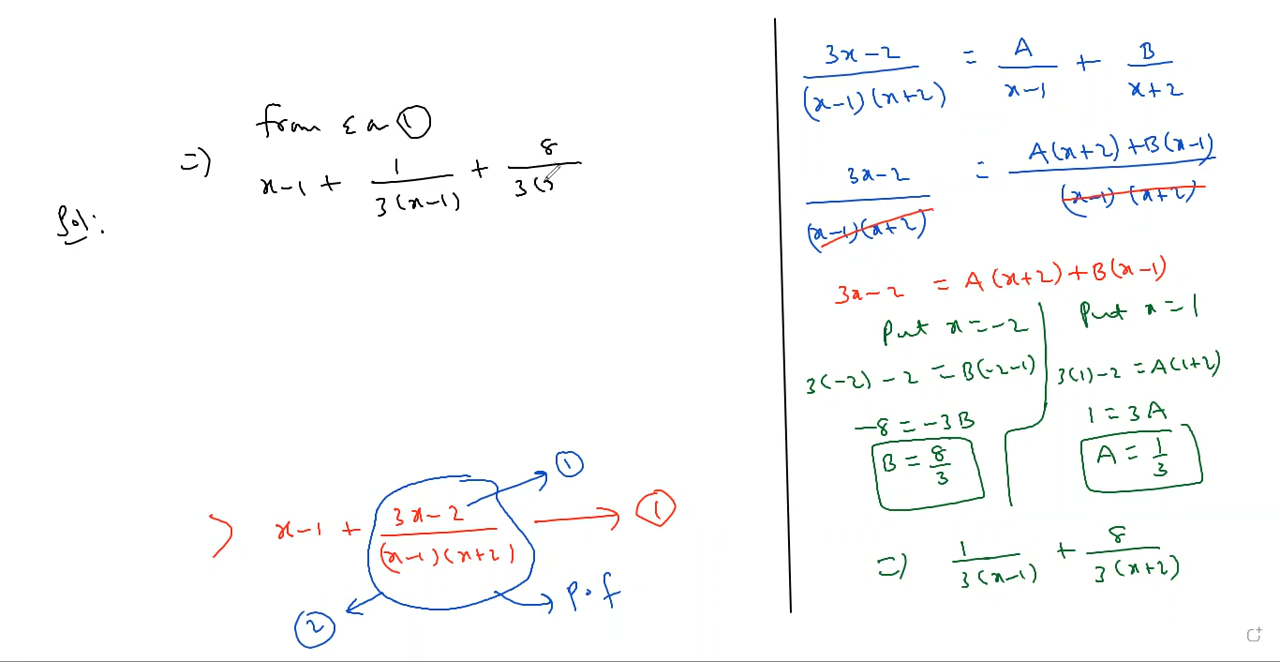 from εa ①
=) x-1 + 1/3(x-1) + 8/3(
Sol:
> x-1 + 3x-2/(x-1)(x+2) → ①
①
②
p.f
3x-2/(x-1)(x+2) = A/x-1 + B/x+2
3x-2/(x-1)(x+2) = A(x+2)+B(x-1)/(x-1)(x+2)
3x-2 = A(x+2)+B(x-1)
Put x=-2
3(-2)-2 = B(-2-1)
-8 = -3B
B = 8/3
Put x=1
3(1)-2 = A(1+2)
1 = 3A
A = 1/3
=) 1/3(x-1) + 8/3(x+2)